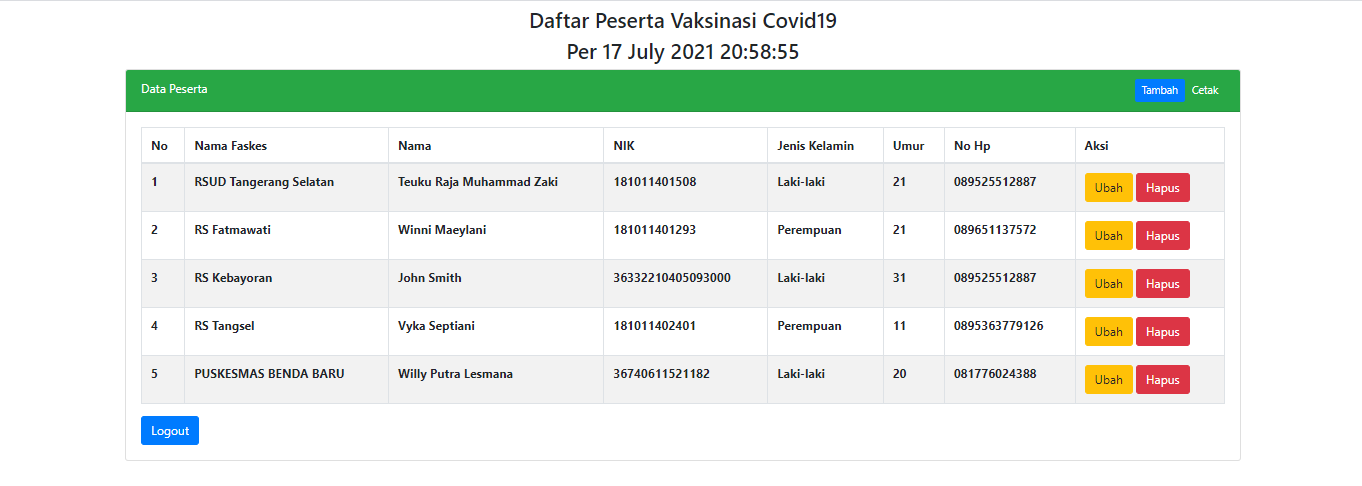 Daftar Peserta Vaksinasi Covid19
Per 17 July 2021 20:58:55
Data Peserta Tambah Cetak
No Nama Faskes Nama NIK Jenis Kelamin Umur No Hp Aksi
1 RSUD Tangerang Selatan Teuku Raja Muhammad Zaki 181011401508 Laki-laki 21 089525512887 Ubah Hapus
2 RS Fatmawati Winni Maeylani 181011401293 Perempuan 21 089651137572 Ubah Hapus
3 RS Kebayoran John Smith 36332210405093000 Laki-laki 31 089525512887 Ubah Hapus
4 RS Tangsel Vyka Septiani 181011402401 Perempuan 11 0895363779126 Ubah Hapus
5 PUSKESMAS BENDA BARU Willy Putra Lesmana 36740611521182 Laki-laki 20 081776024388 Ubah Hapus
Logout